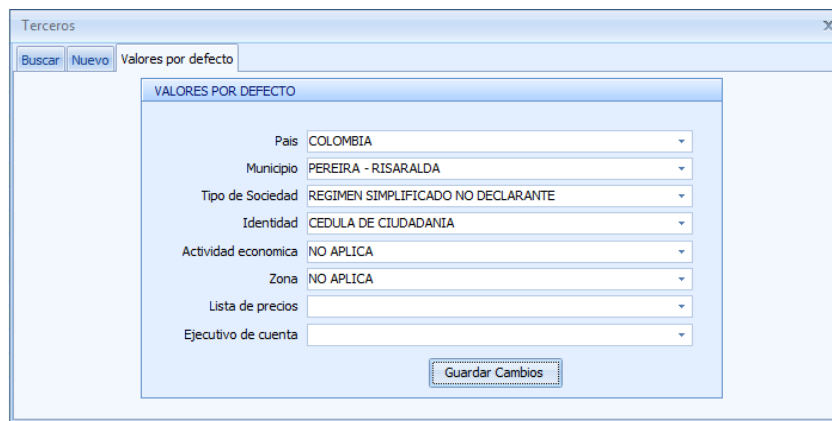 Terceros
Buscar Nuevo Valores por defecto
VALORES POR DEFECTO
Pais COLOMBIA
Municipio PEREIRA - RISARALDA
Tipo de Sociedad REGIMEN SIMPLIFICADO NO DECLARANTE
Identidad CEDULA DE CIUDADANIA
Actividad economica NO APLICA
Zona NO APLICA
Lista de precios
Ejecutivo de cuenta
Guardar Cambios